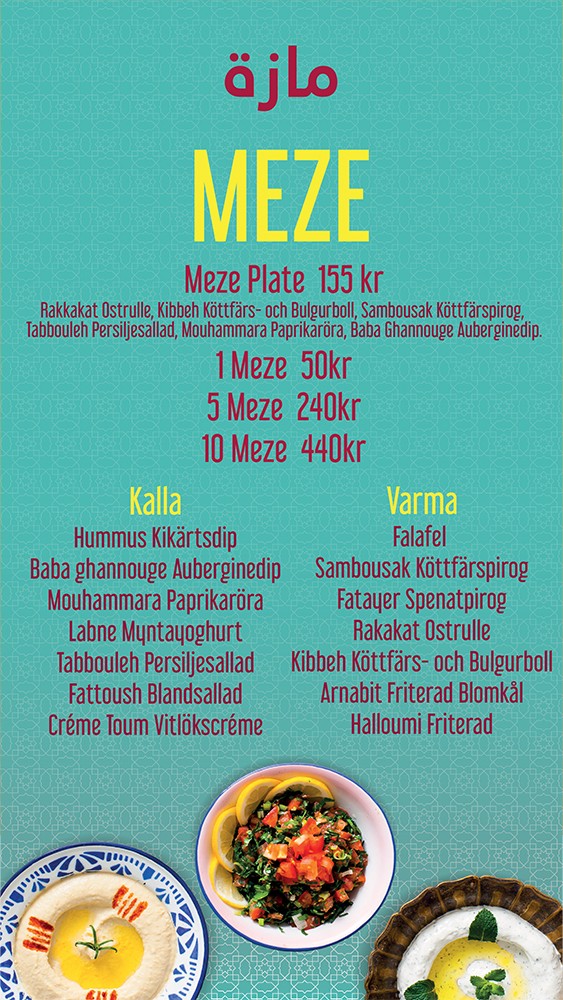 مازة
MEZE
Meze Plate 155 kr
Rakkakat Ostrulle, Kibbeh Köttfärs- och Bulgurboll, Sambousak Köttfärspirog,
Tabbouleh Persiljesallad, Mouhammara Paprikaröra, Baba Ghannouge Auberginedip.
1 Meze 50kr
5 Meze 240kr
10 Meze 440kr
Kalla
Hummus Kikärtsdip
Baba ghannouge Auberginedip
Mouhammara Paprikaröra
Labne Myntayoghurt
Tabbouleh Persiljesallad
Fattoush Blandsallad
Créme Toum Vitlökscréme
Varma
Falafel
Sambousak Köttfärspirog
Fatayer Spenatpirog
Rakakat Ostrulle
Kibbeh Köttfärs- och Bulgurboll
Arnabit Friterad Blomkål
Halloumi Friterad